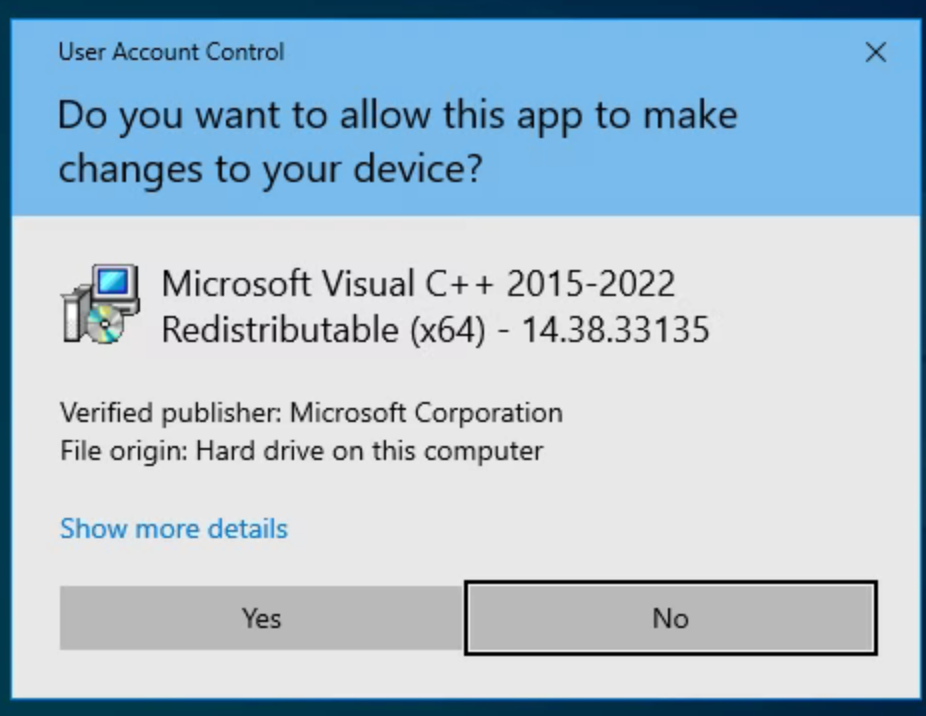 User Account Control
Do you want to allow this app to make
changes to your device?
Microsoft Visual C++ 2015-2022
Redistributable (x64) - 14.38.33135
Verified publisher: Microsoft Corporation
File origin: Hard drive on this computer
Show more details
Yes
No